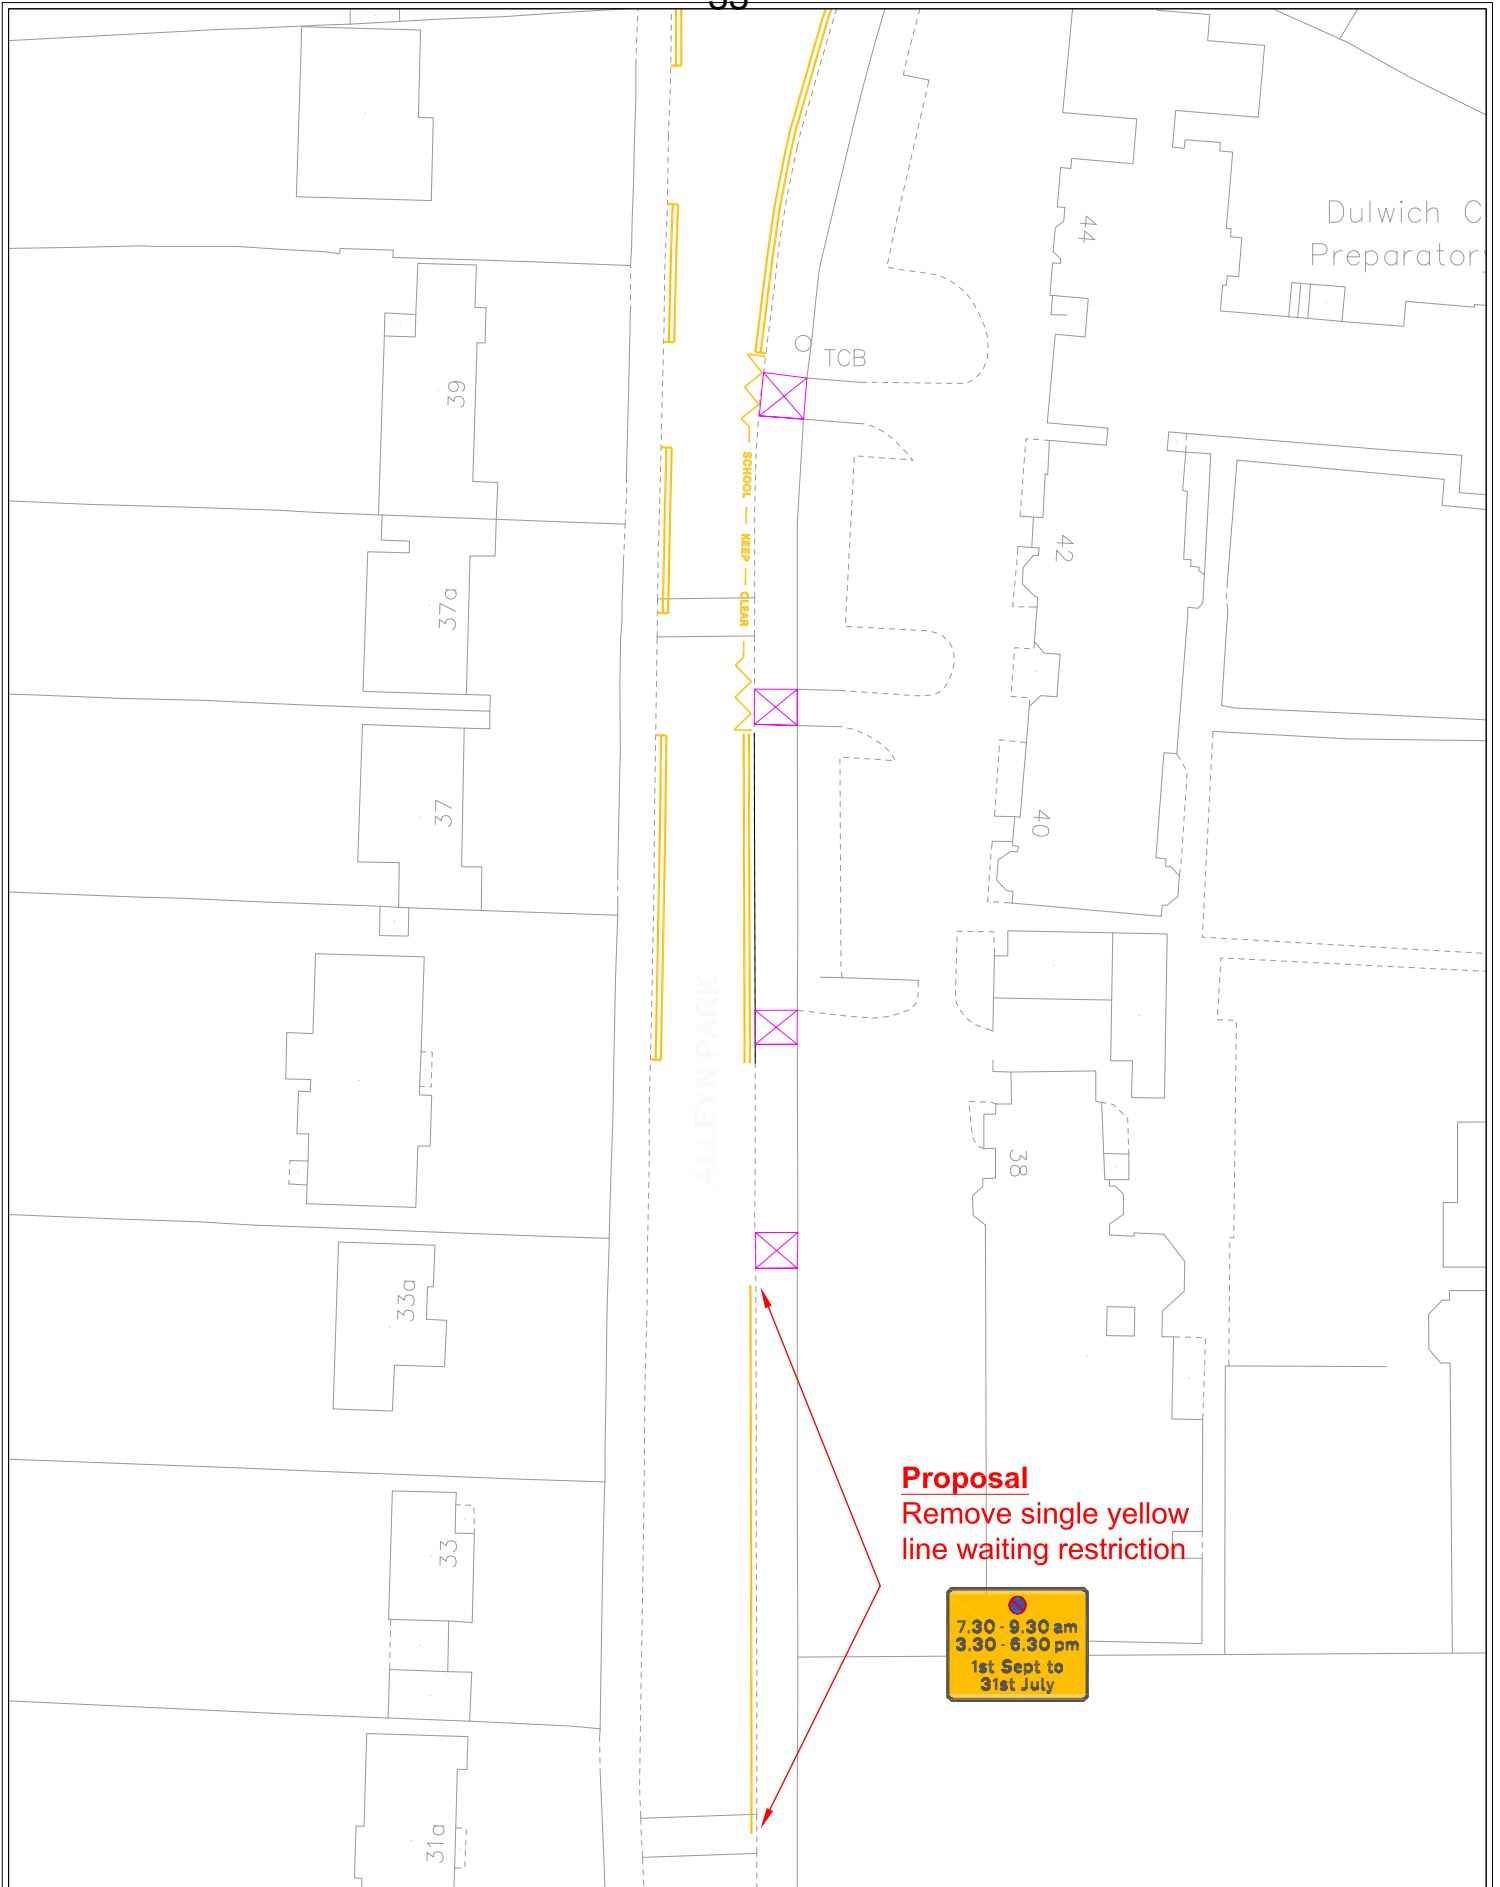 Dulwich C
Preparatory
44
TCB
39
SCHOOL — KEEP — CLEAR
42
37a
37
40
ALLEYN PARK
38
33a
Proposal
Remove single yellow
line waiting restriction
33
7.30 - 9.30 am
3.30 - 6.30 pm
1st Sept to
31st July
31a